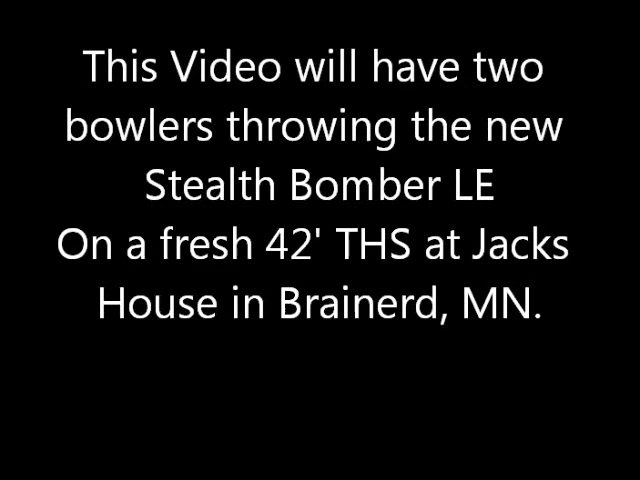 This Video will have two
bowlers throwing the new
Stealth Bomber LE
On a fresh 42' THS at Jacks
House in Brainerd, MN.